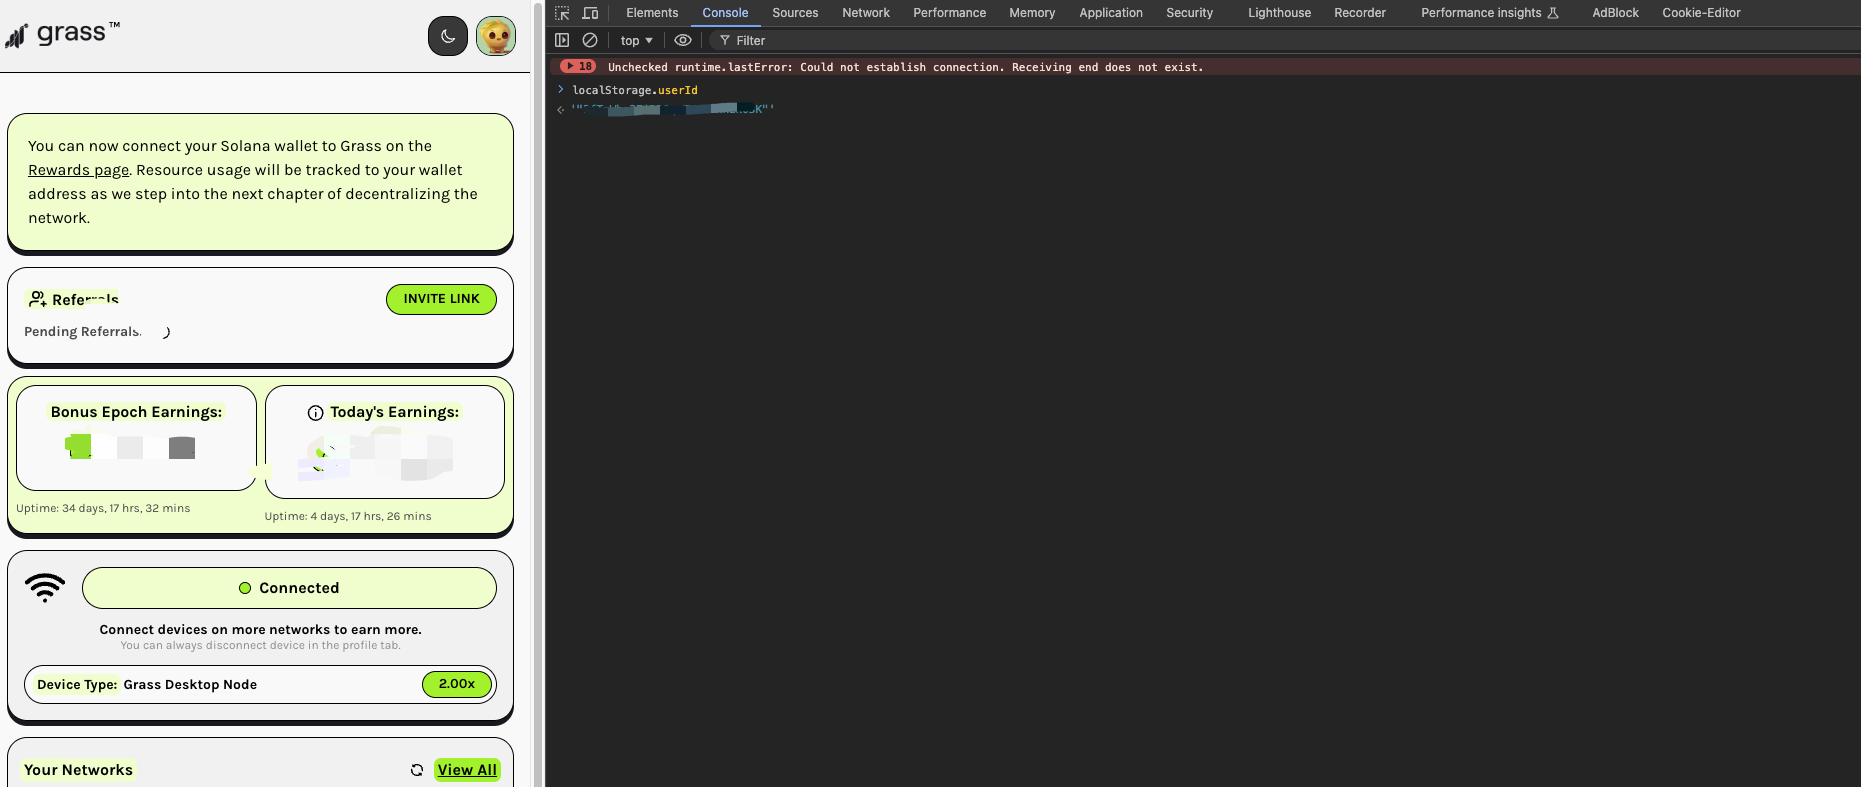 grass™
You can now connect your Solana wallet to Grass on the
Rewards page. Resource usage will be tracked to your wallet
address as we step into the next chapter of decentralizing the
network.
Referrals
INVITE LINK
Pending Referrals:
Bonus Epoch Earnings:
Uptime: 34 days, 17 hrs, 32 mins
Today's Earnings:
Uptime: 4 days, 17 hrs, 26 mins
Connected
Connect devices on more networks to earn more.
You can always disconnect device in the profile tab.
Device Type: Grass Desktop Node
2.00x
Your Networks
View All
Elements Console Sources Network Performance Memory Application Security Lighthouse Recorder Performance insights AdBlock Cookie-Editor
top Filter
18 Unchecked runtime.lastError: Could not establish connection. Receiving end does not exist.
localStorage.userId